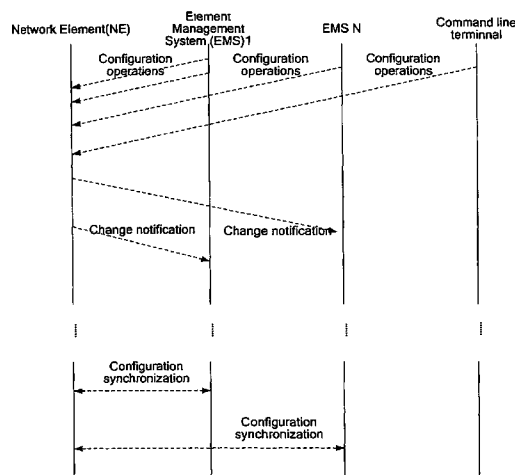 Network Element(NE)
Element
Management
System (EMS)1
EMS N
Command line
terminnal
Configuration
operations
Configuration
operations
Configuration
operations
Change notification
Change notification
Configuration
synchronization
Configuration
synchronization